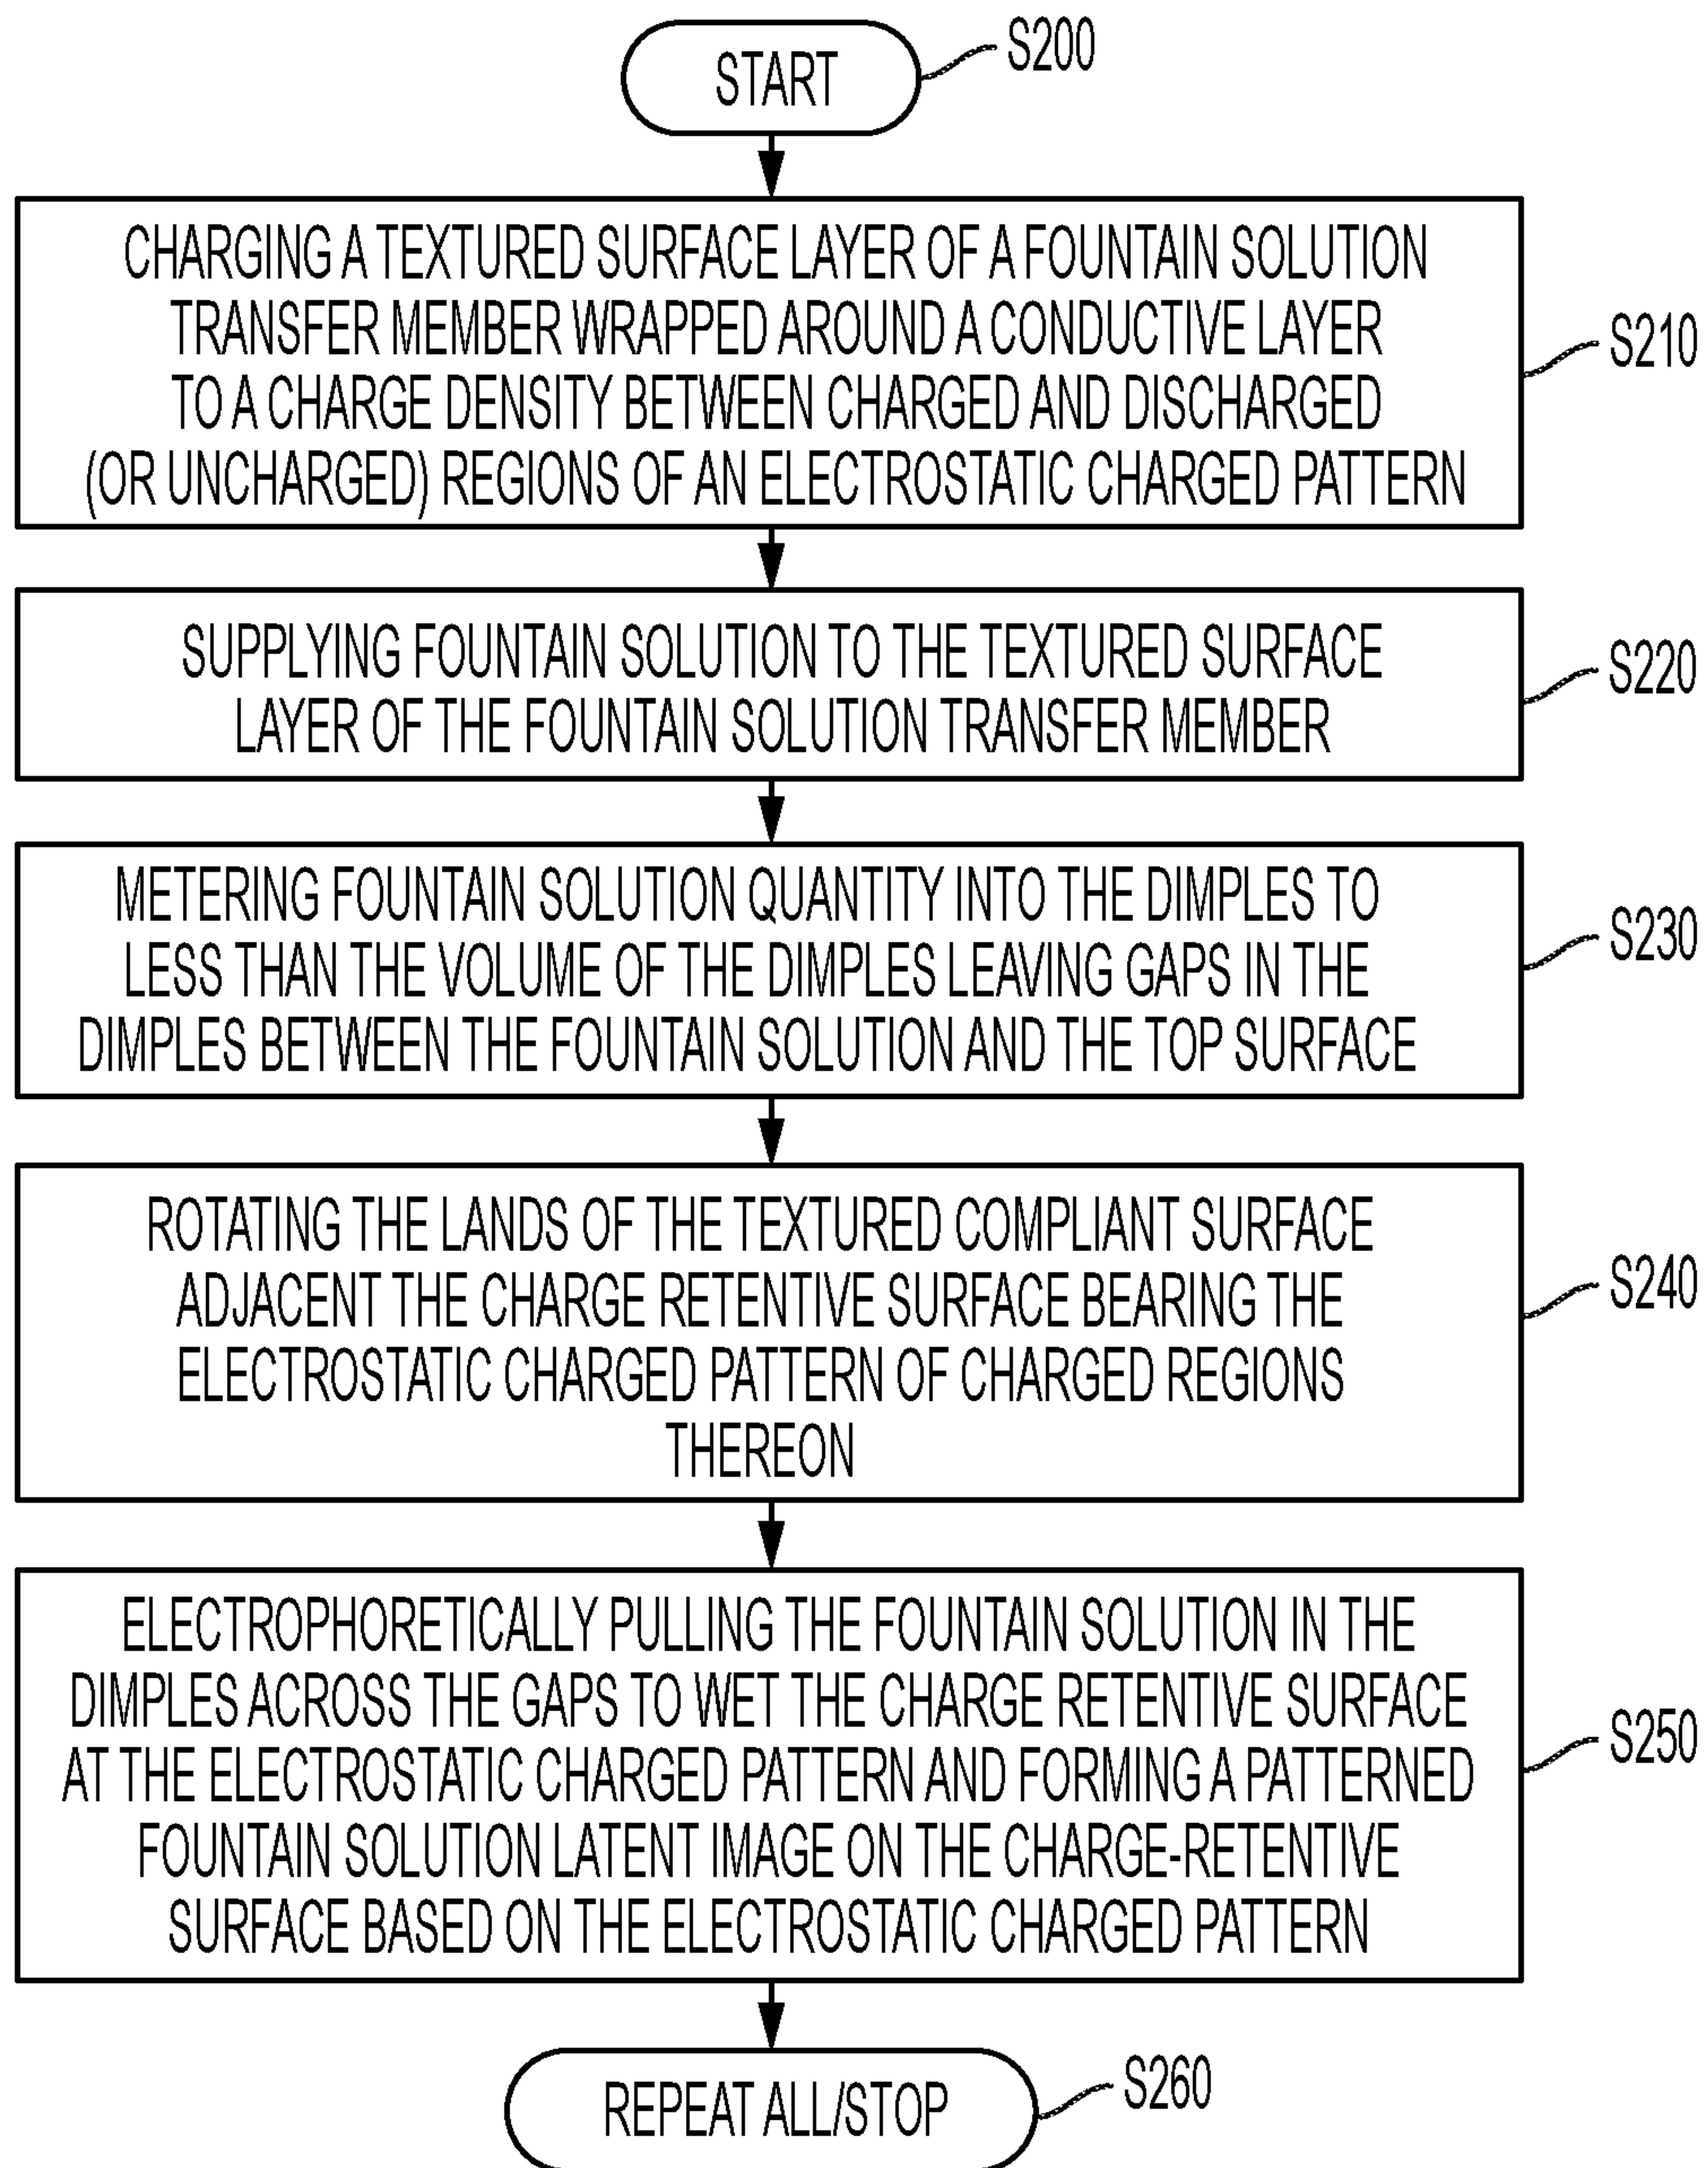 START
S200
CHARGING A TEXTURED SURFACE LAYER OF A FOUNTAIN SOLUTION
TRANSFER MEMBER WRAPPED AROUND A CONDUCTIVE LAYER
TO A CHARGE DENSITY BETWEEN CHARGED AND DISCHARGED
(OR UNCHARGED) REGIONS OF AN ELECTROSTATIC CHARGED PATTERN
S210
SUPPLYING FOUNTAIN SOLUTION TO THE TEXTURED SURFACE
LAYER OF THE FOUNTAIN SOLUTION TRANSFER MEMBER
S220
METERING FOUNTAIN SOLUTION QUANTITY INTO THE DIMPLES TO
LESS THAN THE VOLUME OF THE DIMPLES LEAVING GAPS IN THE
DIMPLES BETWEEN THE FOUNTAIN SOLUTION AND THE TOP SURFACE
S230
ROTATING THE LANDS OF THE TEXTURED COMPLIANT SURFACE
ADJACENT THE CHARGE RETENTIVE SURFACE BEARING THE
ELECTROSTATIC CHARGED PATTERN OF CHARGED REGIONS
THEREON
S240
ELECTROPHORETICALLY PULLING THE FOUNTAIN SOLUTION IN THE
DIMPLES ACROSS THE GAPS TO WET THE CHARGE RETENTIVE SURFACE
AT THE ELECTROSTATIC CHARGED PATTERN AND FORMING A PATTERNED
FOUNTAIN SOLUTION LATENT IMAGE ON THE CHARGE-RETENTIVE
SURFACE BASED ON THE ELECTROSTATIC CHARGED PATTERN
S250
REPEAT ALL/STOP
S260